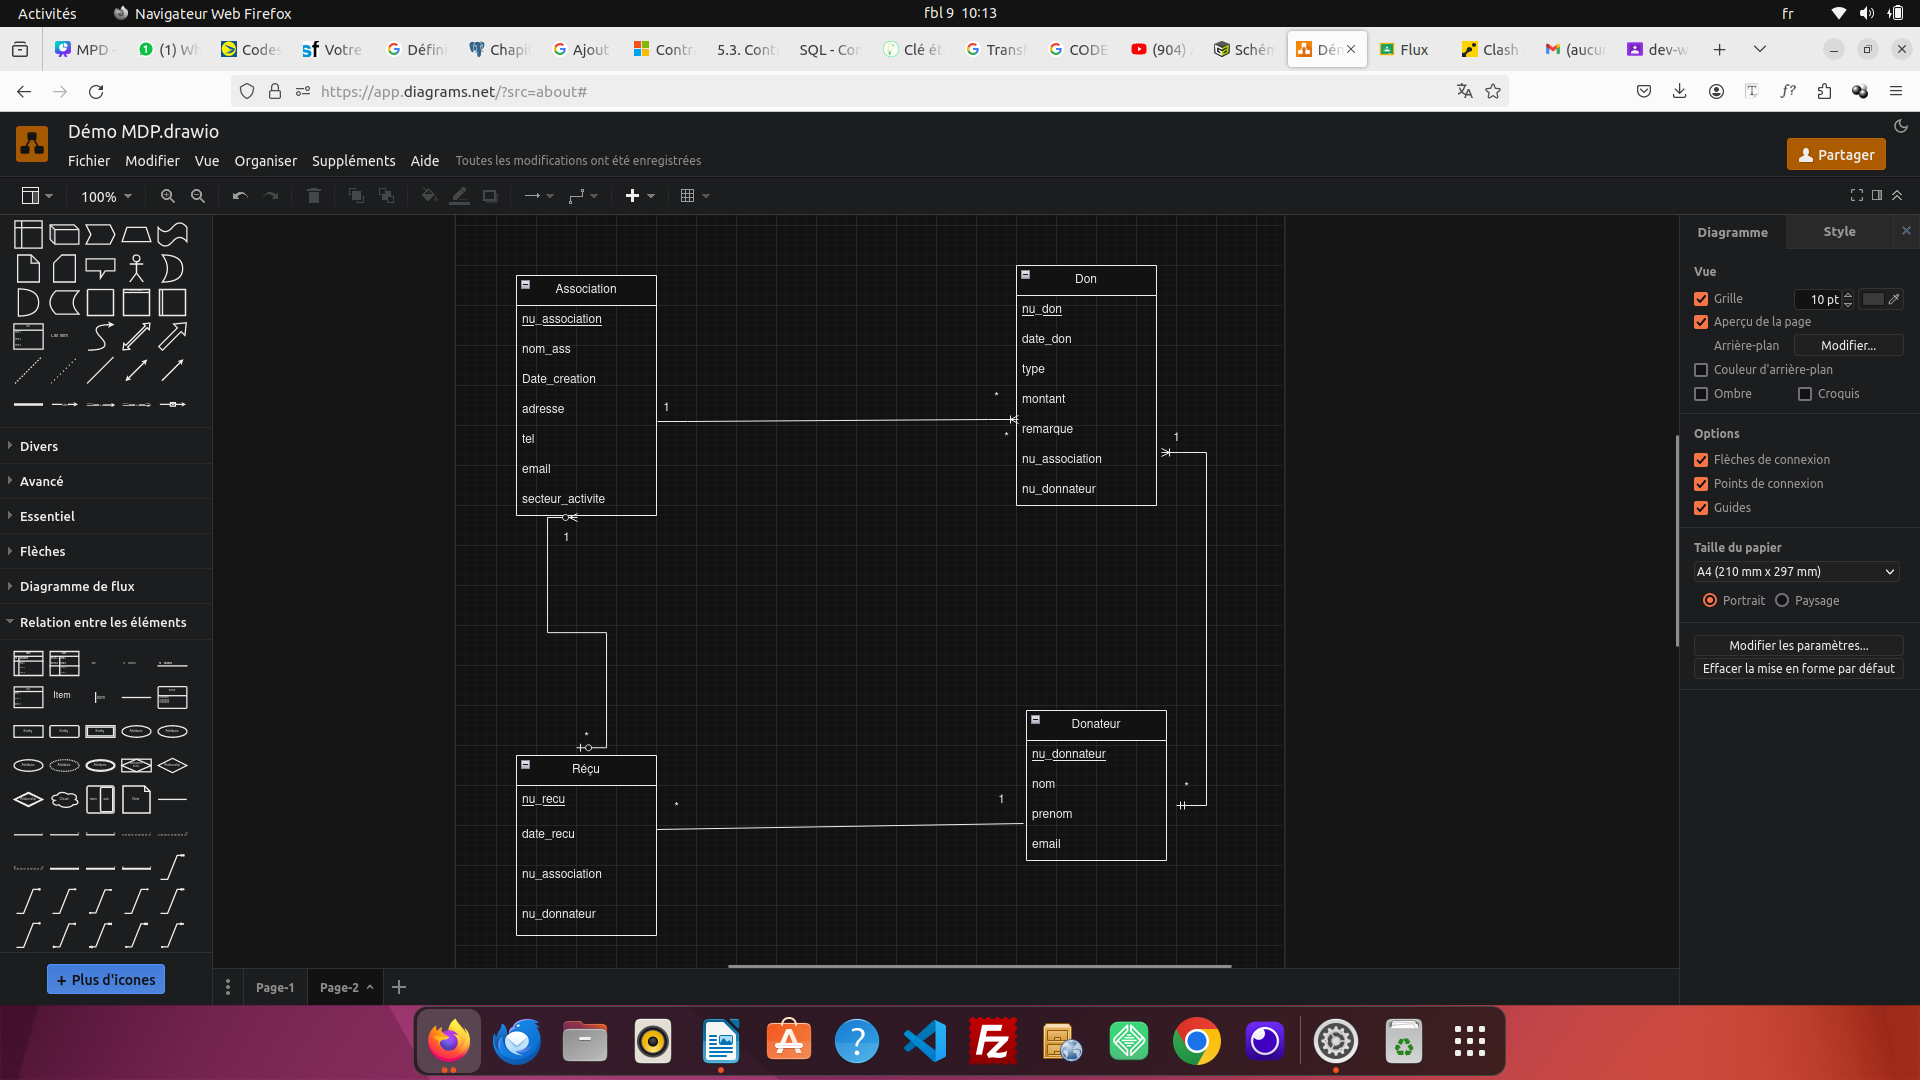 Activités
Navigateur Web Firefox
fbl 9 10:13
fr
MPD -
(1) Wh
Codes
Votre
Défini
Chapi
Ajout
Contr
5.3. Cont
SQL - Con
Clé ét
Transf
CODE
(904)
Schém
Dén
Flux
Clash
(aucu
dev-w
https://app.diagrams.net/?src=about#
Démo MDP.drawio
Fichier
Modifier
Vue
Organiser
Suppléments
Aide
Toutes les modifications ont été enregistrées
Partager
100%
Divers
Avancé
Essentiel
Flèches
Diagramme de flux
Relation entre les éléments
Item
+ Plus d'icones
Association
nu_association
nom_ass
Date_creation
adresse
tel
email
secteur_activite
1
*
*
1
Don
nu_don
date_don
type
montant
remarque
nu_association
nu_donnateur
1
*
Réçu
nu_recu
date_recu
nu_association
nu_donnateur
*
1
Donateur
nu_donnateur
nom
prenom
email
*
Page-1
Page-2
Diagramme
Style
Vue
Grille
10 pt
Aperçu de la page
Arrière-plan
Modifier...
Couleur d'arrière-plan
Ombre
Croquis
Options
Flèches de connexion
Points de connexion
Guides
Taille du papier
A4 (210 mm x 297 mm)
Portrait
Paysage
Modifier les paramètres...
Effacer la mise en forme par défaut